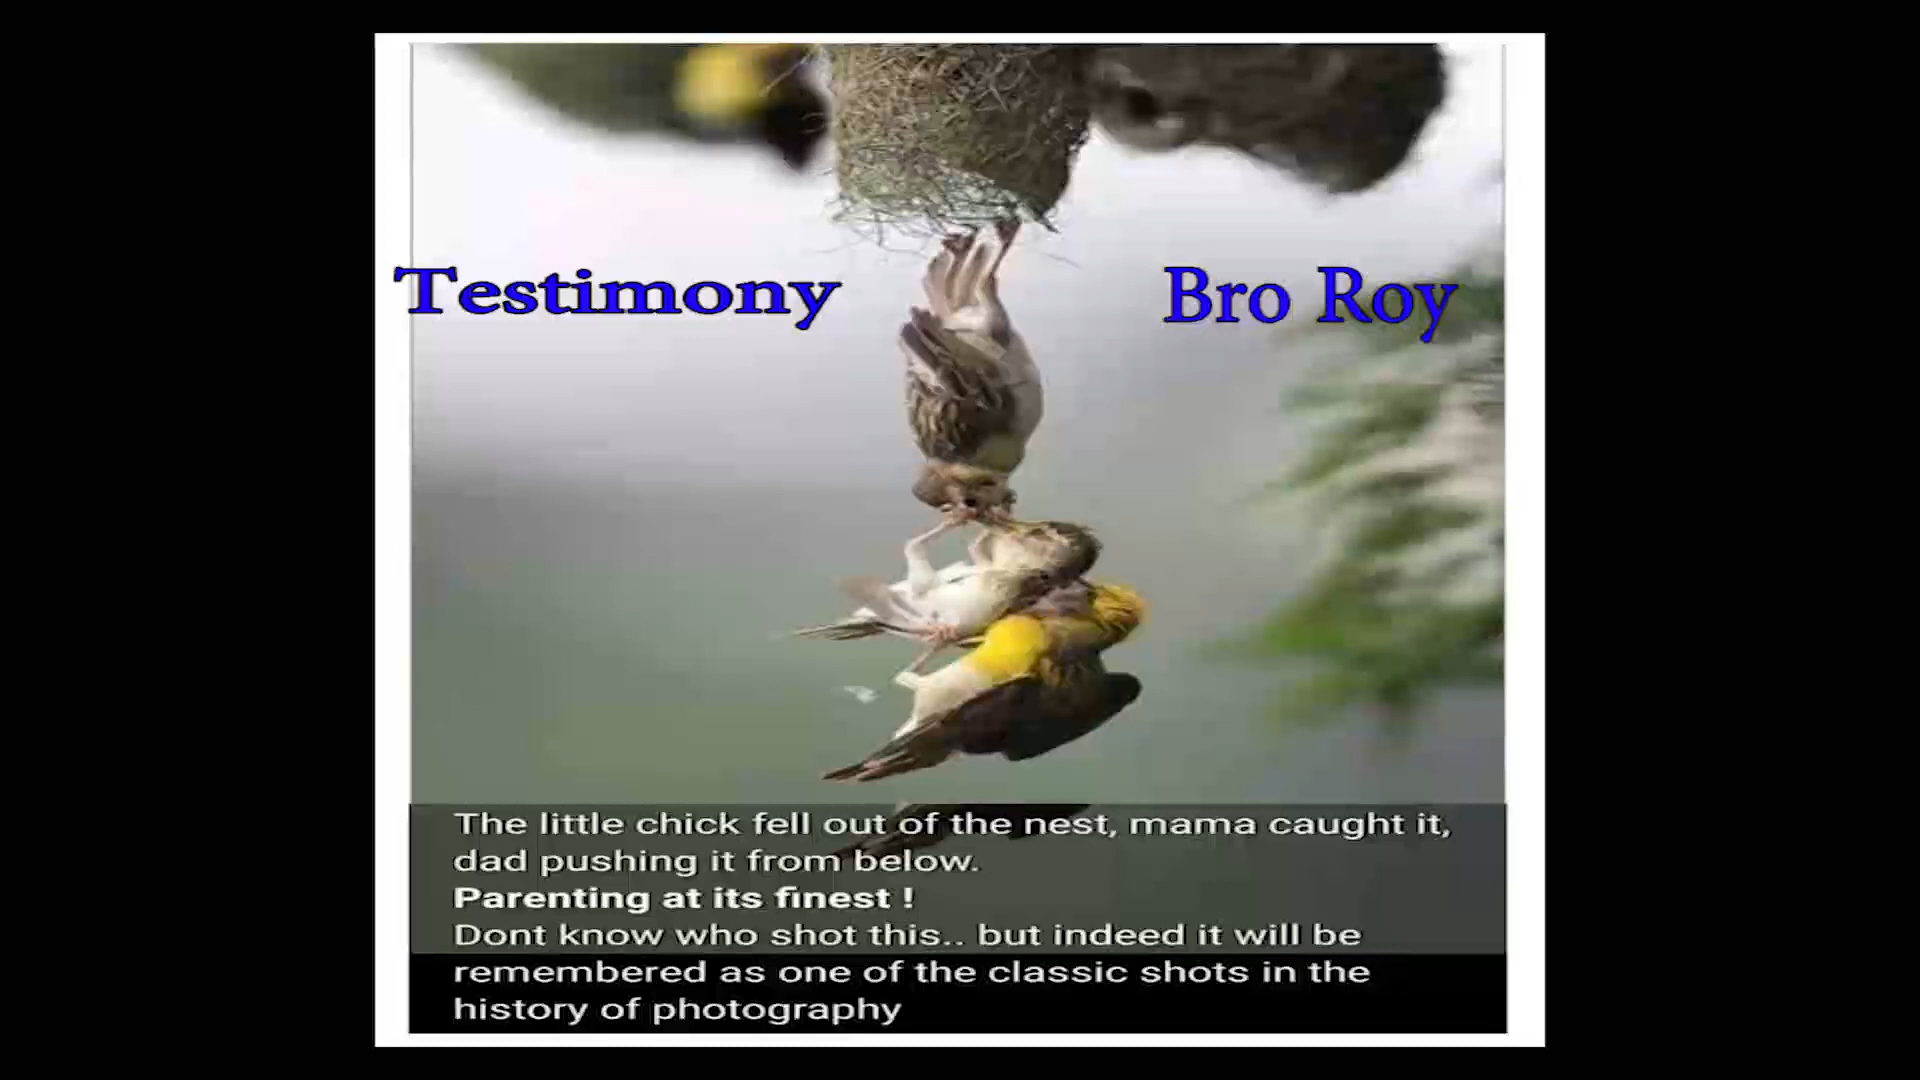 Testimony Bro Roy
The little chick fell out of the nest, mama caught it,
dad pushing it from below.
Parenting at its finest !
Dont know who shot this.. but indeed it will be
remembered as one of the classic shots in the
history of photography